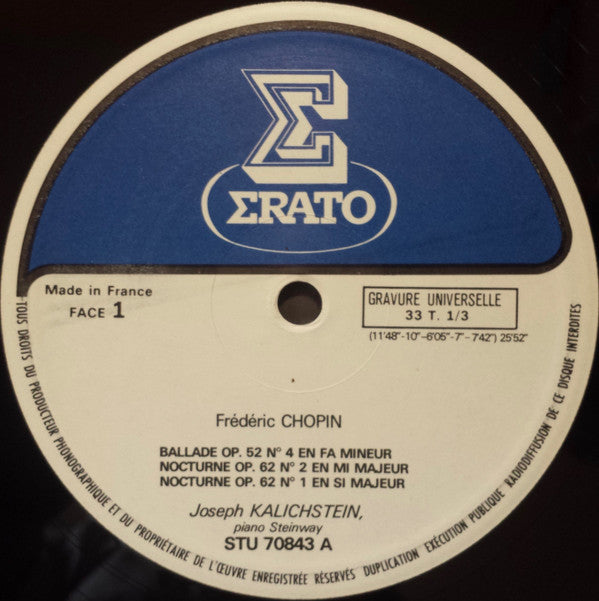 Σ
ΣRATO
Made in France
FACE 1
GRAVURE UNIVERSELLE
33 T. 1/3
(11'48"-10"-6'05"-7"-7'42") 25'52"
Frédéric CHOPIN
BALLADE OP. 52 N° 4 EN FA MINEUR
NOCTURNE OP. 62 N° 2 EN MI MAJEUR
NOCTURNE OP. 62 N° 1 EN SI MAJEUR
Joseph KALICHSTEIN,
piano Steinway
STU 70843 A
-TOUS DROITS DU PRODUCTEUR PHONOGRAPHIQUE ET DU PROPRIÉTAIRE DE L'ŒUVRE ENREGISTRÉE RÉSERVÉS DUPLICATION EXÉCUTION PUBLIQUE RADIODIFFUSION DE CE DISQUE INTERDITES